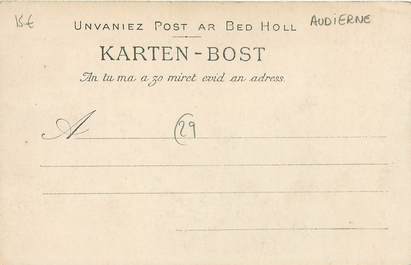 15€
UNVANIEZ POST AR BED HOLL
AUDIERNE
KARTEN-BOST
An tu ma a zo miret evid an adress.
A
(29